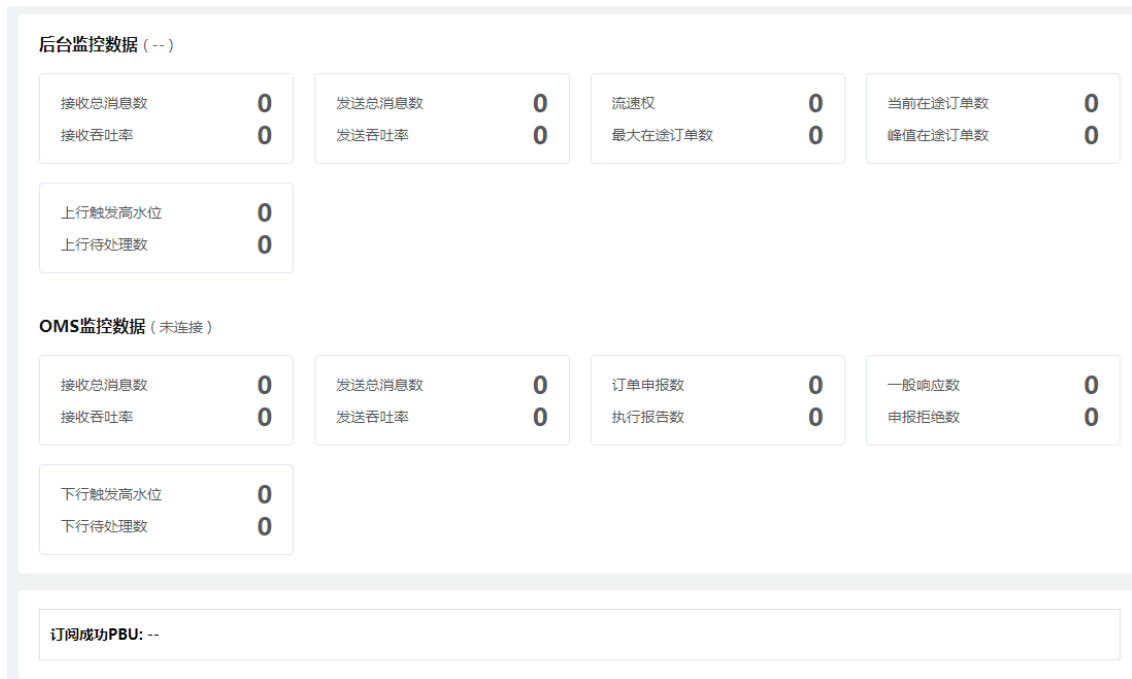 后台监控数据 ( -- )
接收总消息数 0 发送总消息数 0 流速权 0 当前在途订单数 0
接收吞吐率 0 发送吞吐率 0 最大在途订单数 0 峰值在途订单数 0
上行触发高水位 0
上行待处理数 0
OMS监控数据 ( 未连接 )
接收总消息数 0 发送总消息数 0 订单申报数 0 一般响应数 0
接收吞吐率 0 发送吞吐率 0 执行报告数 0 申报拒绝数 0
下行触发高水位 0
下行待处理数 0
订阅成功PBU: --